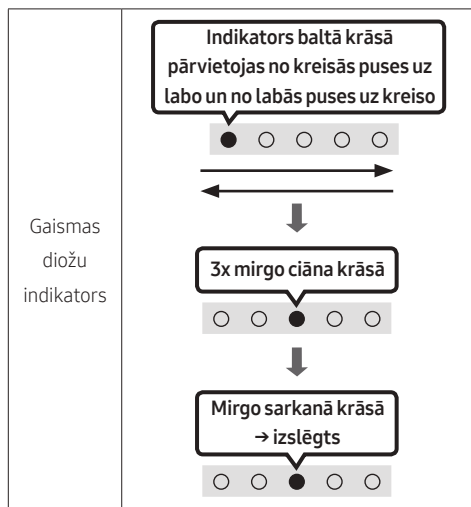 Indikators baltā krāsā
pārvietojas no kreisās puses uz
labo un no labās puses uz kreiso
Gaismas
diožu
indikators
3x mirgo ciāna krāsā
Mirgo sarkanā krāsā
→ izslēgts